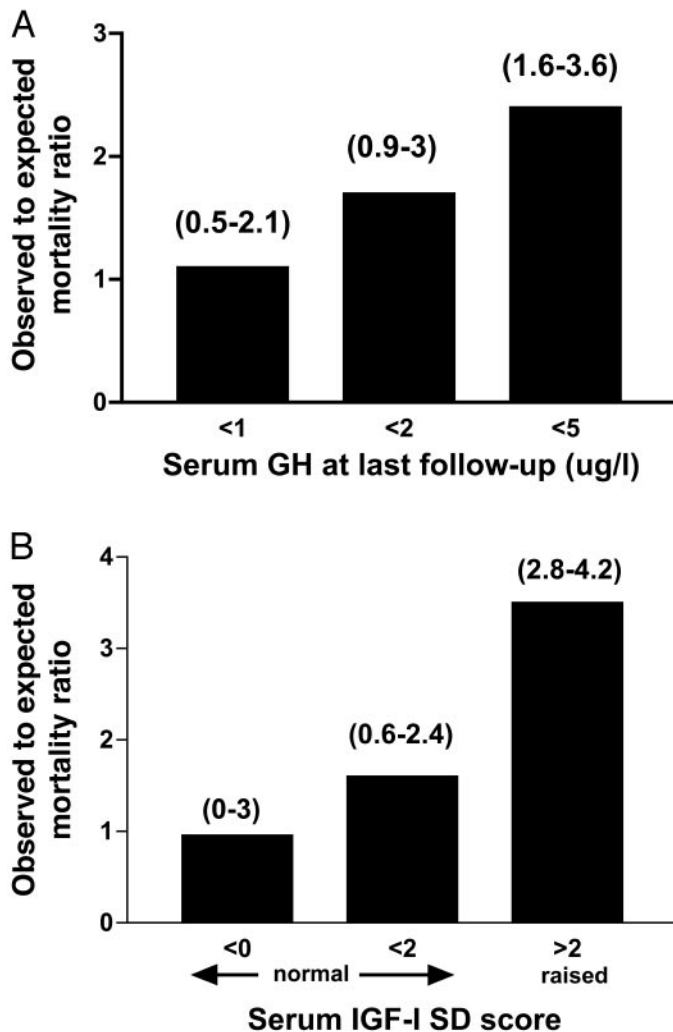 A
Observed to expected
mortality ratio
3
2
1
0
(0.5-2.1)
(0.9-3)
(1.6-3.6)
<1 <2 <5
Serum GH at last follow-up (ug/l)
B
Observed to expected
mortality ratio
4
3
2
1
0
(0-3)
(0.6-2.4)
(2.8-4.2)
<0 <2 >2
normal raised
Serum IGF-I SD score